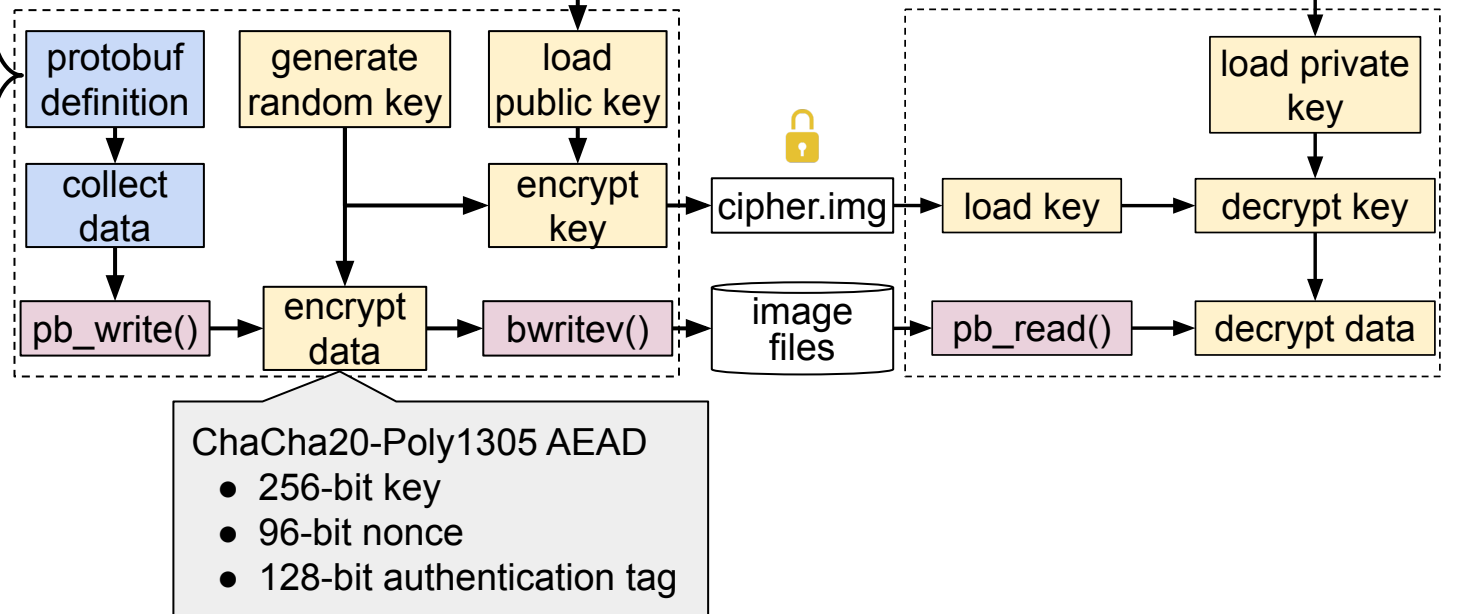 protobuf
definition
generate
random key
load
public key
load private
key
collect
data
encrypt
key
cipher.img
load key
decrypt key
pb_write()
encrypt
data
bwritev()
image
files
pb_read()
decrypt data
ChaCha20-Poly1305 AEAD
● 256-bit key
● 96-bit nonce
● 128-bit authentication tag